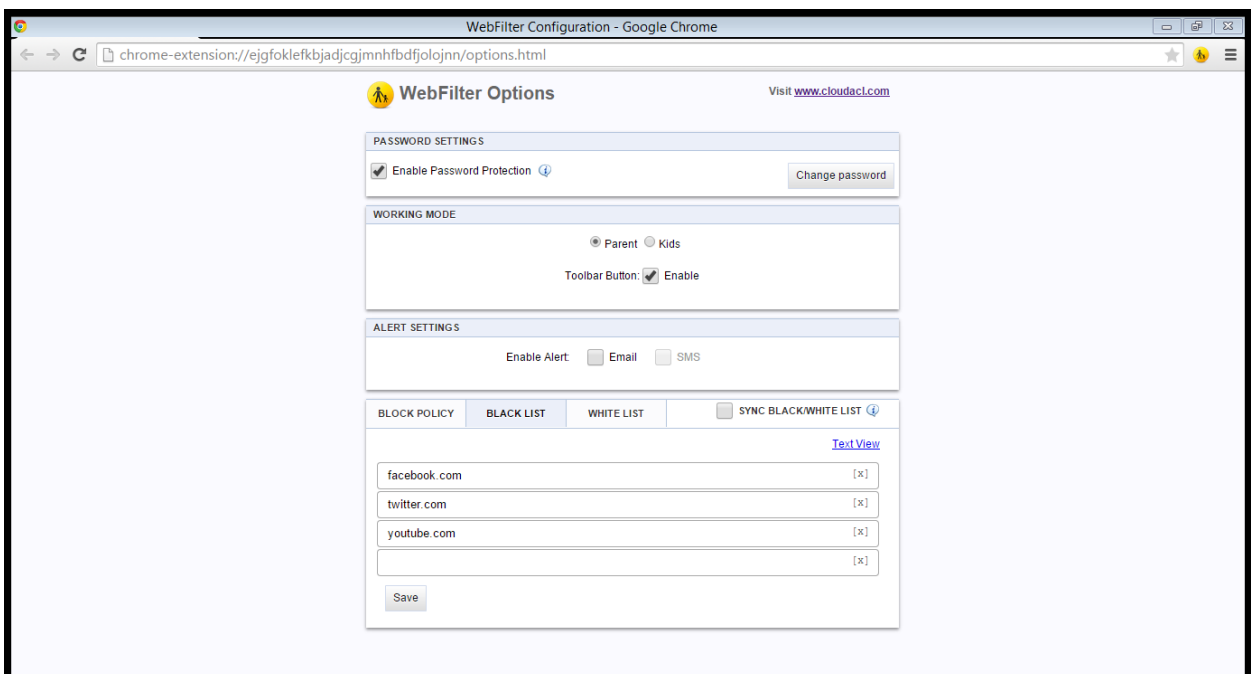 WebFilter Configuration - Google Chrome
chrome-extension://ejgfoklefkbjadjcgjmnhfbdfjolojnn/options.html
WebFilter Options
Visit www.cloudacl.com
PASSWORD SETTINGS
Enable Password Protection
Change password
WORKING MODE
Parent Kids
Toolbar Button: Enable
ALERT SETTINGS
Enable Alert: Email SMS
BLOCK POLICY BLACK LIST WHITE LIST SYNC BLACK/WHITE LIST
Text View
facebook.com [x]
twitter.com [x]
youtube.com [x]
[x]
Save